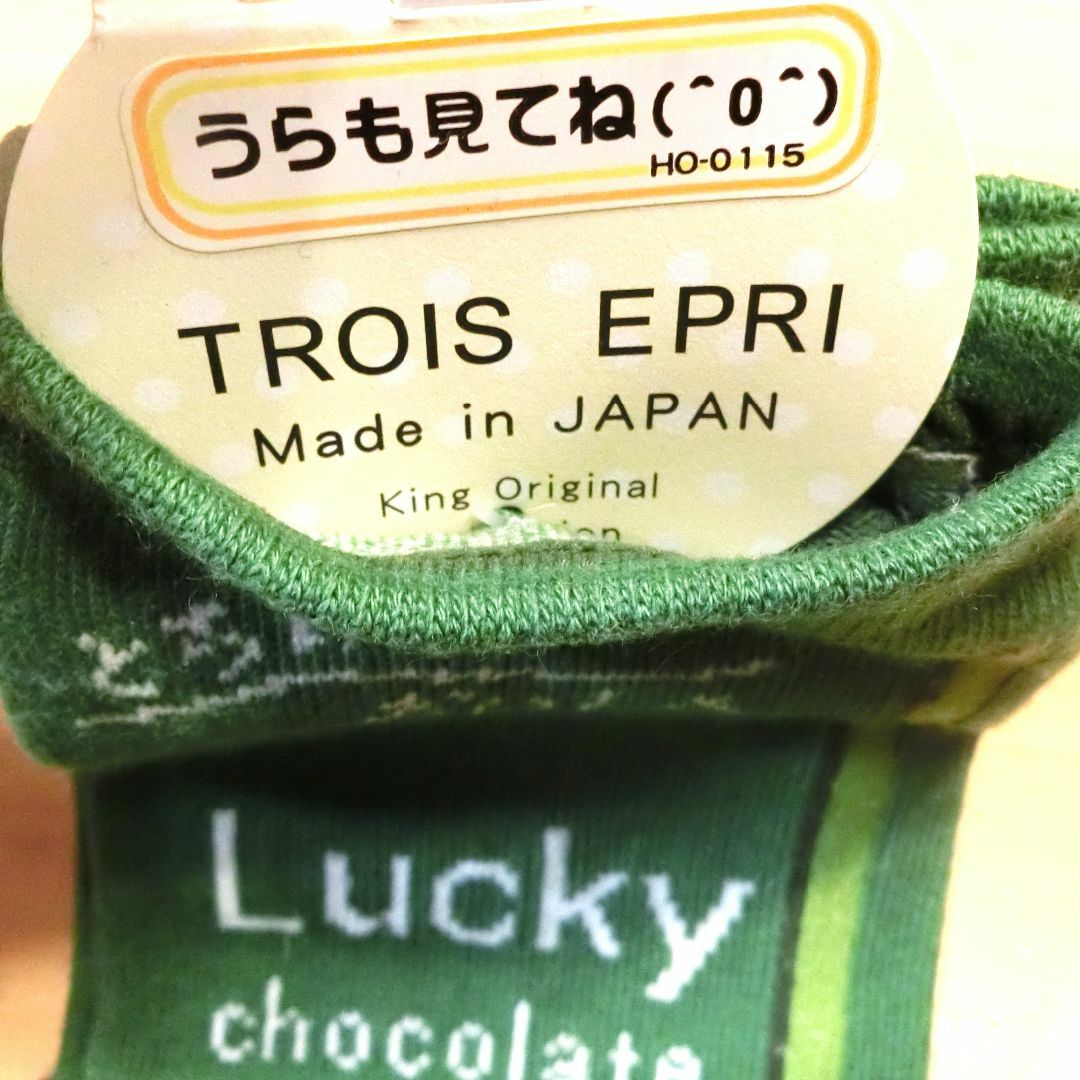 うらも見てね(^0^)
HO-0115
TROIS EPRI
Made in JAPAN
King Original
Lucky
chocolate